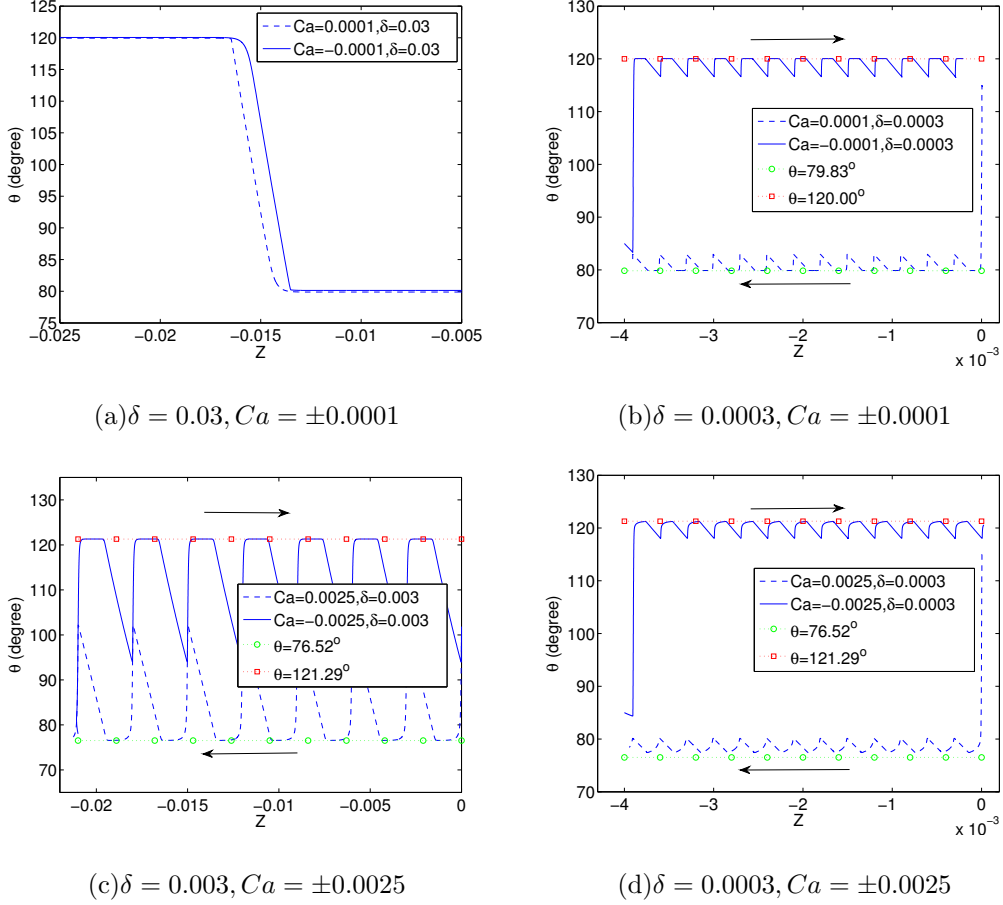 120
115
110
105
100
95
90
85
80
75
θ (degree)
−0.025
−0.02
−0.015
−0.01
−0.005
Z
Ca=0.0001,δ=0.03
Ca=−0.0001,δ=0.03
(a)δ = 0.03, Ca = ±0.0001
130
120
110
100
90
80
70
θ (degree)
−4
−3
−2
−1
0
Z
x 10⁻³
Ca=0.0001,δ=0.0003
Ca=−0.0001,δ=0.0003
θ=79.83°
θ=120.00°
(b)δ = 0.0003, Ca = ±0.0001
130
120
110
100
90
80
70
θ (degree)
−0.02
−0.015
−0.01
−0.005
0
Z
Ca=0.0025,δ=0.003
Ca=−0.0025,δ=0.003
θ=76.52°
θ=121.29°
(c)δ = 0.003, Ca = ±0.0025
130
120
110
100
90
80
70
θ (degree)
−4
−3
−2
−1
0
Z
x 10⁻³
Ca=0.0025,δ=0.0003
Ca=−0.0025,δ=0.0003
θ=76.52°
θ=121.29°
(d)δ = 0.0003, Ca = ±0.0025